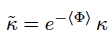 κ̃ = e^{-⟨Φ⟩} κ